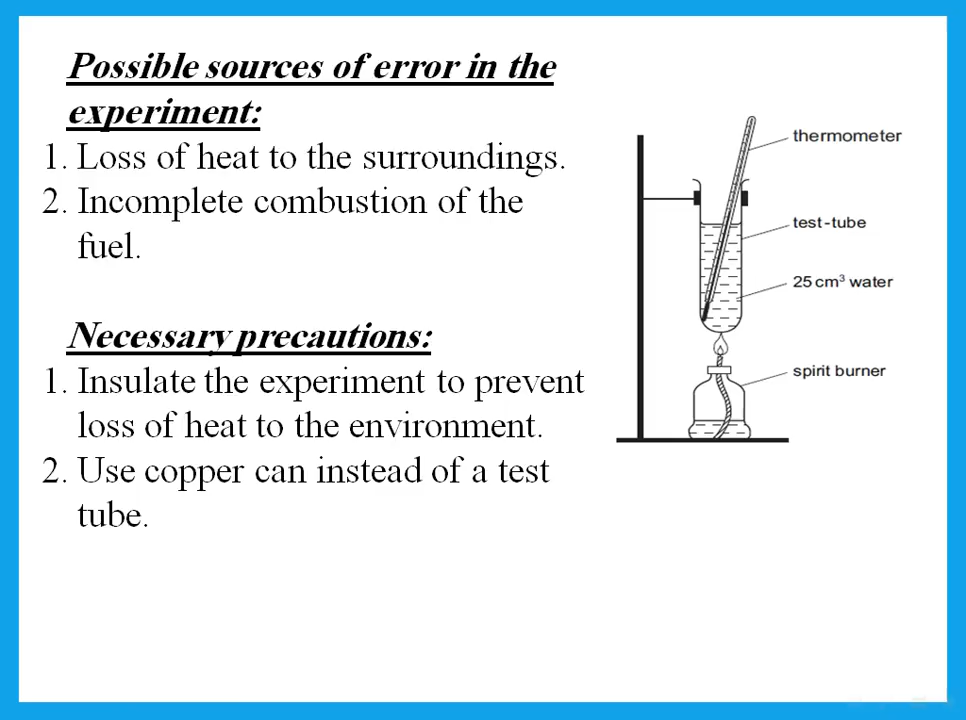 Possible sources of error in the
experiment:
1. Loss of heat to the surroundings.
2. Incomplete combustion of the
fuel.
Necessary precautions:
1. Insulate the experiment to prevent
loss of heat to the environment.
2. Use copper can instead of a test
tube.
thermometer
test-tube
25 cm³ water
spirit burner